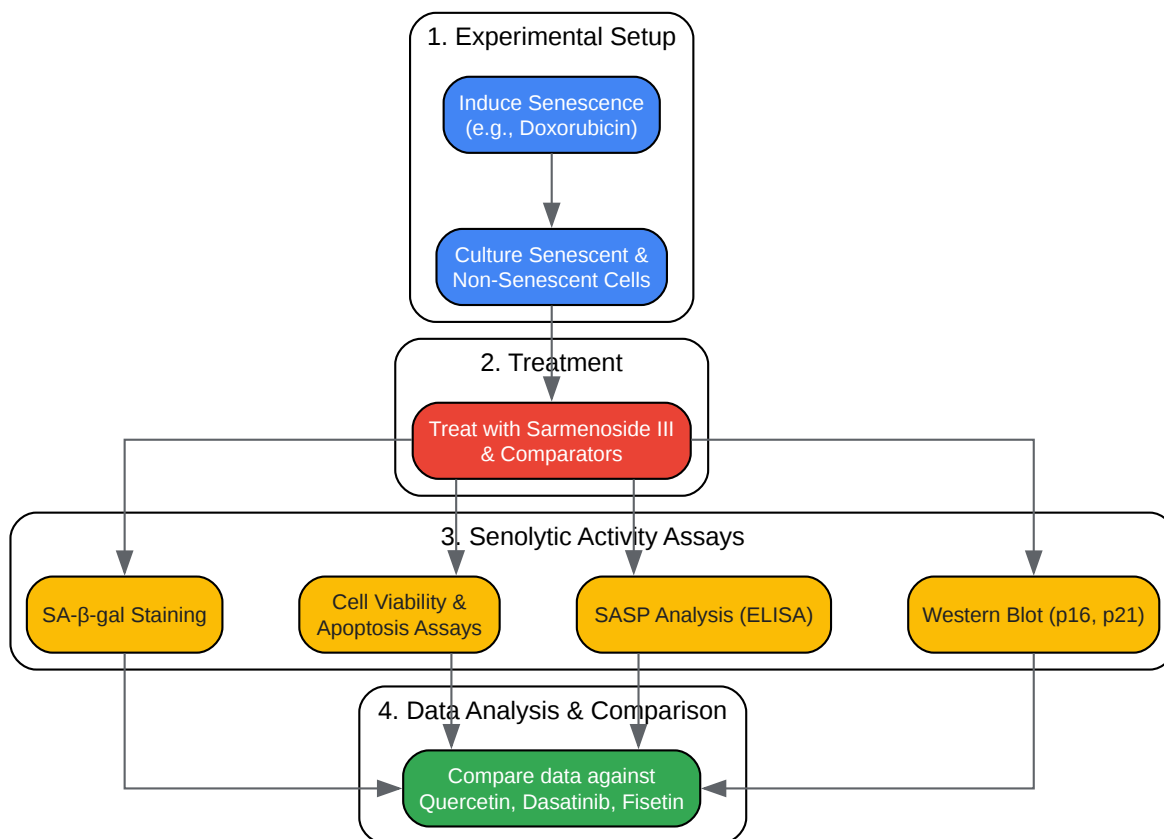 1. Experimental Setup
Induce Senescence
(e.g., Doxorubicin)
Culture Senescent &
Non-Senescent Cells
2. Treatment
Treat with Sarmenoside III
& Comparators
3. Senolytic Activity Assays
SA-β-gal Staining
Cell Viability &
Apoptosis Assays
SASP Analysis (ELISA)
Western Blot (p16, p21)
4. Data Analysis & Comparison
Compare data against
Quercetin, Dasatinib, Fisetin